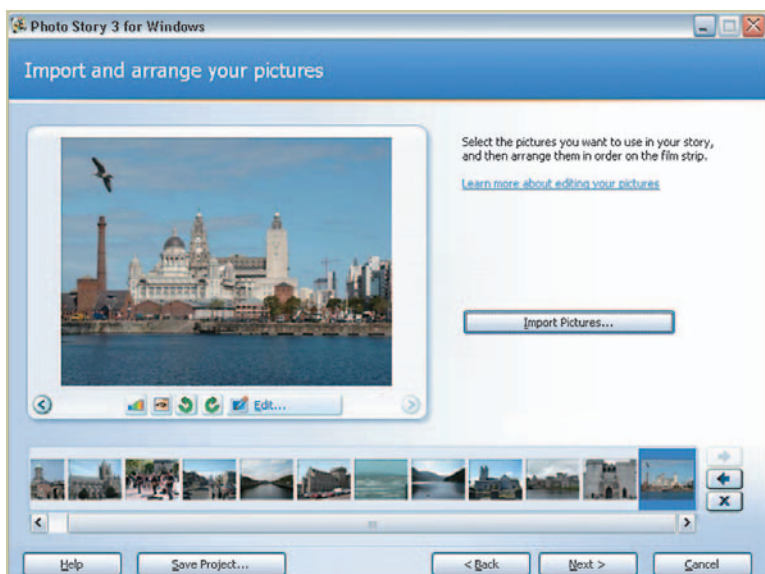 Photo Story 3 for Windows
Import and arrange your pictures
Select the pictures you want to use in your story,
and then arrange them in order on the film strip.
Learn more about editing your pictures
Import Pictures...
Edit...
Help
Save Project...
< Back
Next >
Cancel